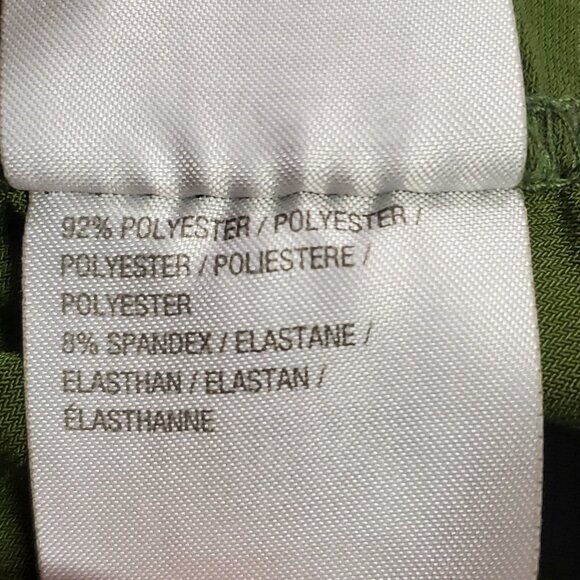 92% POLYESTER / POLYESTER /
POLYESTER / POLIESTERE /
POLYESTER
8% SPANDEX / ELASTANE /
ELASTHAN / ELASTAN /
ÉLASTHANNE